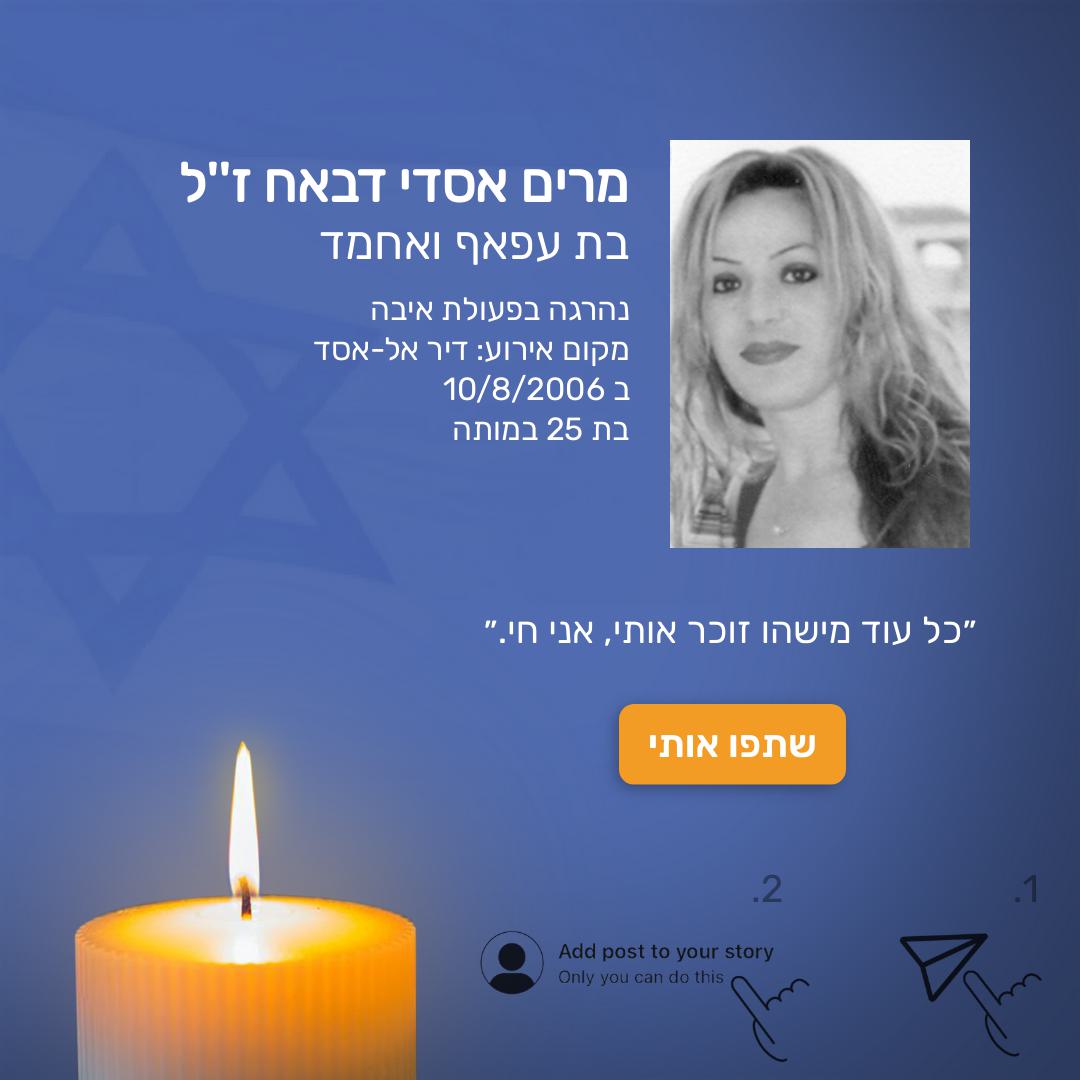 מרים אסדי דבאח ז"ל
בת עפאף ואחמד
נהרגה בפעולת איבה
מקום אירוע: דיר אל-אסד
ב 10/8/2006
בת 25 במותה
״כל עוד מישהו זוכר אותי, אני חי.״
שתפו אותי
.1
.2
Add post to your story
Only you can do this